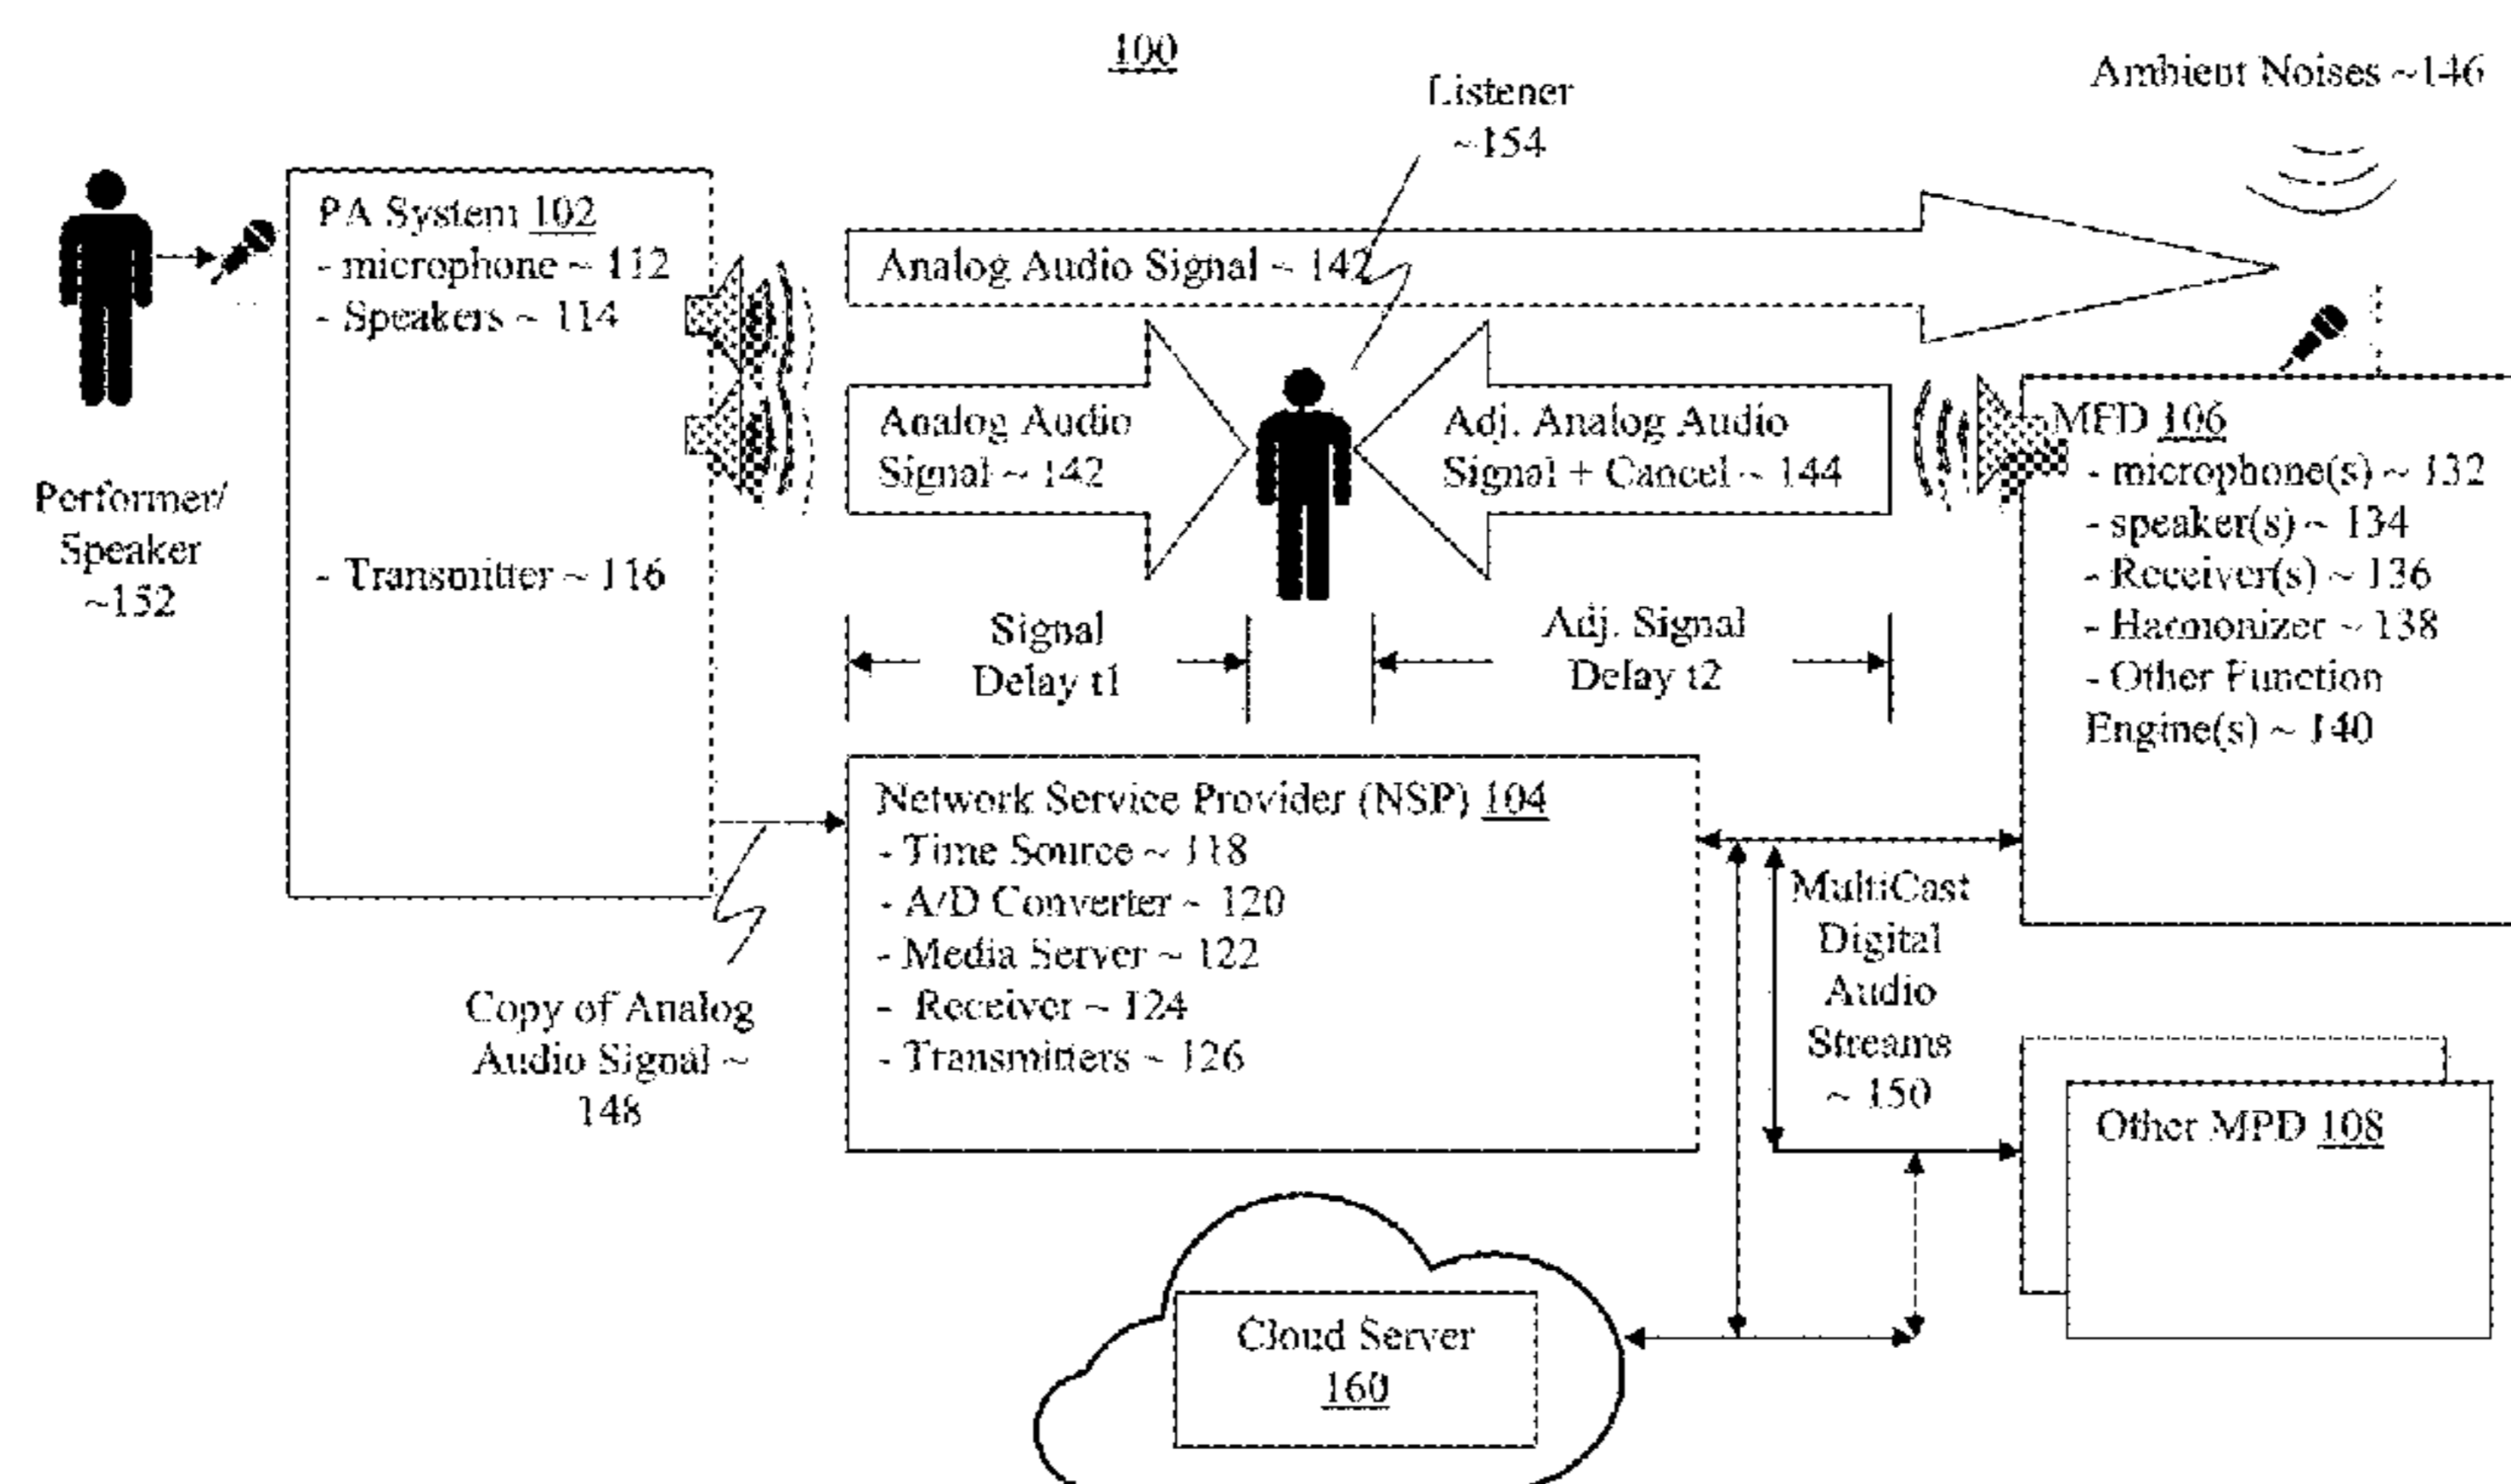 100
Ambient Noises ~146
Listener
~154
PA System 102
- microphone ~ 112
- Speakers ~ 114
- Transmitter ~ 116
Performer/
Speaker
~152
Analog Audio Signal ~ 142
Analog Audio
Signal ~ 142
Adj. Analog Audio
Signal + Cancel ~ 144
MPD 106
- microphone(s) ~ 132
- speaker(s) ~ 134
- Receiver(s) ~ 136
- Harmonizer ~ 138
- Other Function
Engine(s) ~ 140
Signal
Delay t1
Adj. Signal
Delay t2
Network Service Provider (NSP) 104
- Time Source ~ 118
- A/D Converter ~ 120
- Media Server ~ 122
- Receiver ~ 124
- Transmitters ~ 126
Copy of Analog
Audio Signal ~
148
MultiCast
Digital
Audio
Streams
~ 150
Other MPD 108
Cloud Server
160